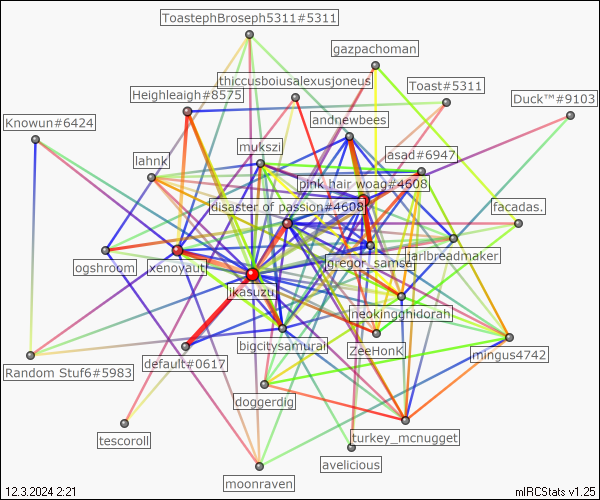 ToastephBroseph5311#5311
gazpachoman
thiccusboiusalexusjoneus
Toast#5311
Heighleigh#8575
Duck™#9103
Knowun#6424
andnewbees
mukszi
asad#6947
lahnk
pink hair woag#4608
disaster of passion#4608
facadas.
ogshroom
xenoyaut
gregor_samsa
jarlbreadmaker
ikasuzu
neokingghidorah
bigcitysamurai
ZeeHonK
mingus4742
Random Stuf6#5983
default#0617
doggerdig
tescoroll
turkey_mcnugget
avelicious
moonraven
12.3.2024 2:21
mIRCStats v1.25